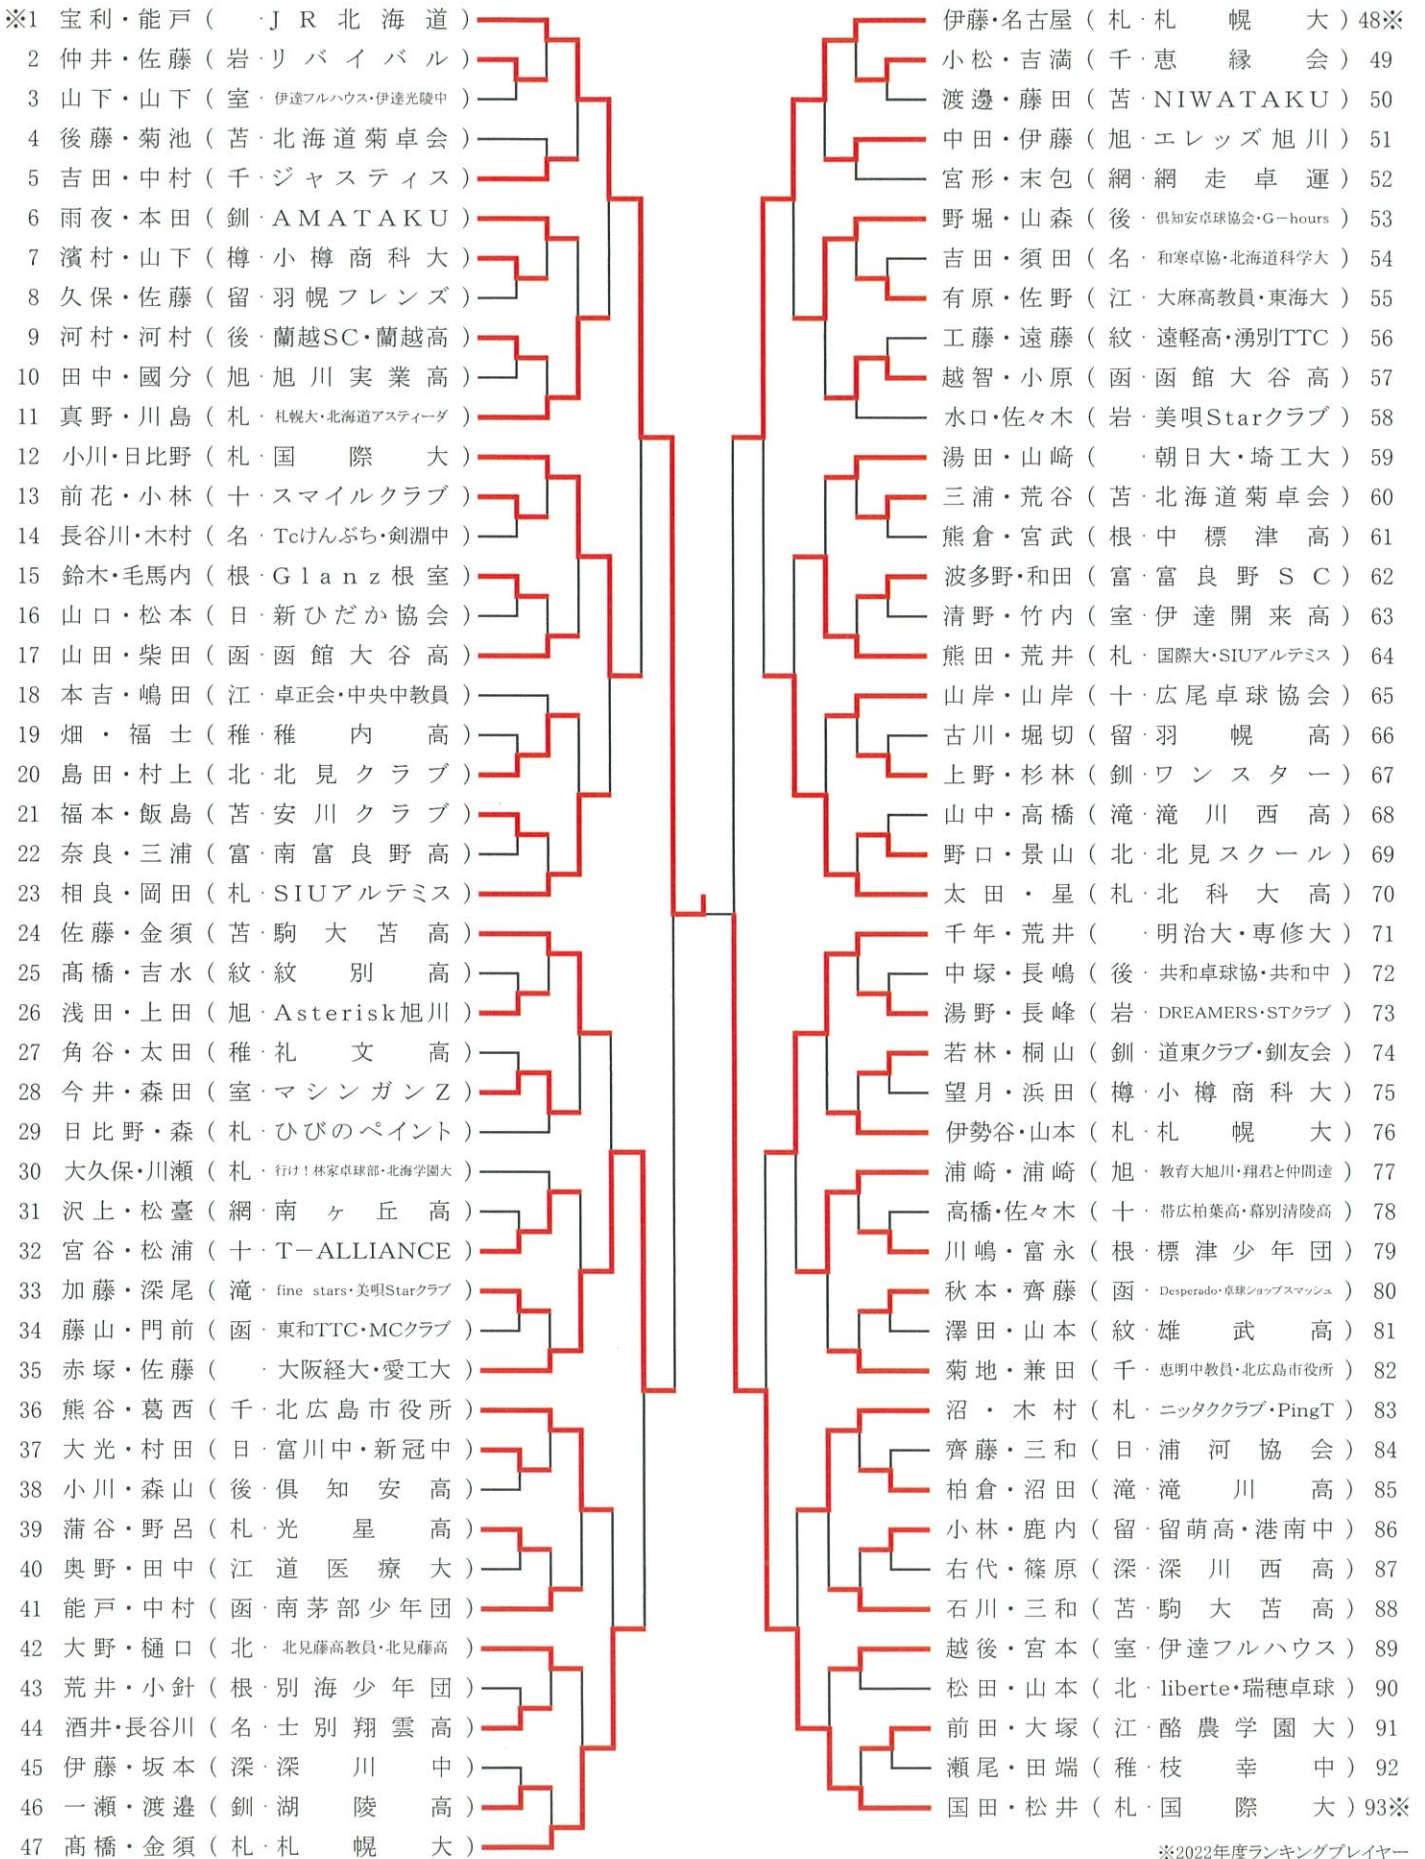 ※1 宝利・能戸 ( ・JR北海道 )
2 仲井・佐藤 ( 岩・リバイバル )
3 山下・山下 ( 室・伊達フルハウス・伊達光陵中 )
4 後藤・菊池 ( 苫・北海道菊卓会 )
5 吉田・中村 ( 千・ジャスティス )
6 雨夜・本田 ( 釧・AMATAKU )
7 濱村・山下 ( 樽・小樽商科大 )
8 久保・佐藤 ( 留・羽幌フレンズ )
9 河村・河村 ( 後・蘭越SC・蘭越高 )
10 田中・國分 ( 旭・旭川実業高 )
11 真野・川島 ( 札・札幌大・北海道アスティーダ )
12 小川・日比野 ( 札・国際大 )
13 前花・小林 ( 十・スマイルクラブ )
14 長谷川・木村 ( 名・Tcけんぶち・剣淵中 )
15 鈴木・毛馬内 ( 根・Glanz根室 )
16 山口・松本 ( 日・新ひだか協会 )
17 山田・柴田 ( 函・函館大谷高 )
18 本吉・嶋田 ( 江・卓正会・中央中教員 )
19 畑・福士 ( 稚・稚内高 )
20 島田・村上 ( 北・北見クラブ )
21 福本・飯島 ( 苫・安川クラブ )
22 奈良・三浦 ( 富・南富良野高 )
23 相良・岡田 ( 札・SIUアルテミス )
24 佐藤・金須 ( 苫・駒大苫高 )
25 髙橋・吉水 ( 紋・紋別高 )
26 浅田・上田 ( 旭・Asterisk旭川 )
27 角谷・太田 ( 稚・礼文高 )
28 今井・森田 ( 室・マシンガンZ )
29 日比野・森 ( 札・ひびのペイント )
30 大久保・川瀬 ( 札・行け！林家卓球部・北海学園大 )
31 沢上・松臺 ( 網・南ヶ丘高 )
32 宮谷・松浦 ( 十・T－ALLIANCE )
33 加藤・深尾 ( 滝・fine stars・美唄Starクラブ )
34 藤山・門前 ( 函・東和TTC・MCクラブ )
35 赤塚・佐藤 ( ・大阪経大・愛工大 )
36 熊谷・葛西 ( 千・北広島市役所 )
37 大光・村田 ( 日・富川中・新冠中 )
38 小川・森山 ( 後・倶知安高 )
39 蒲谷・野呂 ( 札・光星高 )
40 奥野・田中 ( 江・道医療大 )
41 能戸・中村 ( 函・南茅部少年団 )
42 大野・樋口 ( 北・北見藤高教員・北見藤高 )
43 荒井・小針 ( 根・別海少年団 )
44 酒井・長谷川 ( 名・士別翔雲高 )
45 伊藤・坂本 ( 深・深川中 )
46 一瀬・渡邉 ( 釧・湖陵高 )
47 髙橋・金須 ( 札・札幌大 )
伊藤・名古屋 ( 札・札幌大 ) 48※
小松・吉満 ( 千・恵縁会 ) 49
渡邊・藤田 ( 苫・NIWATAKU ) 50
中田・伊藤 ( 旭・エレッズ旭川 ) 51
宮形・末包 ( 網・網走卓運 ) 52
野堀・山森 ( 後・倶知安卓球協会・G－hours ) 53
吉田・須田 ( 名・和寒卓協・北海道科学大 ) 54
有原・佐野 ( 江・大麻高教員・東海大 ) 55
工藤・遠藤 ( 紋・遠軽高・湧別TTC ) 56
越智・小原 ( 函・函館大谷高 ) 57
水口・佐々木 ( 岩・美唄Starクラブ ) 58
湯田・山﨑 ( ・朝日大・埼工大 ) 59
三浦・荒谷 ( 苫・北海道菊卓会 ) 60
熊倉・宮武 ( 根・中標津高 ) 61
波多野・和田 ( 富・富良野SC ) 62
清野・竹内 ( 室・伊達開来高 ) 63
熊田・荒井 ( 札・国際大・SIUアルテミス ) 64
山岸・山岸 ( 十・広尾卓球協会 ) 65
古川・堀切 ( 留・羽幌高 ) 66
上野・杉林 ( 釧・ワンスター ) 67
山中・高橋 ( 滝・滝川西高 ) 68
野口・景山 ( 北・北見スクール ) 69
太田・星 ( 札・北科大高 ) 70
千年・荒井 ( ・明治大・専修大 ) 71
中塚・長嶋 ( 後・共和卓球協・共和中 ) 72
湯野・長峰 ( 岩・DREAMERS・STクラブ ) 73
若林・桐山 ( 釧・道東クラブ・釧友会 ) 74
望月・浜田 ( 樽・小樽商科大 ) 75
伊勢谷・山本 ( 札・札幌大 ) 76
浦崎・浦崎 ( 旭・教育大旭川・翔君と仲間達 ) 77
高橋・佐々木 ( 十・帯広柏葉高・幕別清陵高 ) 78
川嶋・富永 ( 根・標津少年団 ) 79
秋本・齊藤 ( 函・Desperado・卓球ショップスマッシュ ) 80
澤田・山本 ( 紋・雄武高 ) 81
菊地・兼田 ( 千・恵明中教員・北広島市役所 ) 82
沼・木村 ( 札・ニッタククラブ・PingT ) 83
齊藤・三和 ( 日・浦河協会 ) 84
柏倉・沼田 ( 滝・滝川高 ) 85
小林・鹿内 ( 留・留萌高・港南中 ) 86
右代・篠原 ( 深・深川西高 ) 87
石川・三和 ( 苫・駒大苫高 ) 88
越後・宮本 ( 室・伊達フルハウス ) 89
松田・山本 ( 北・liberte・瑞穂卓球 ) 90
前田・大塚 ( 江・酪農学園大 ) 91
瀬尾・田端 ( 稚・枝幸中 ) 92
国田・松井 ( 札・国際大 ) 93※
※2022年度ランキングプレイヤー